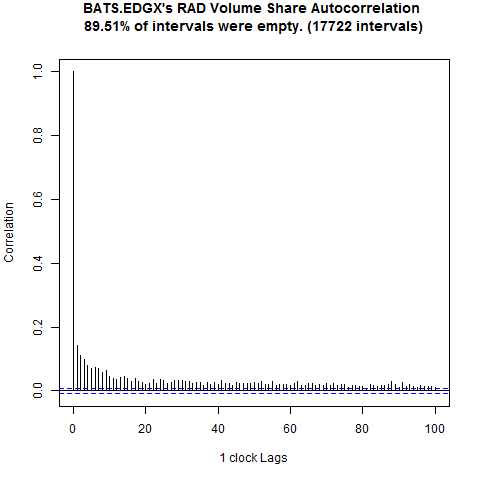 BATS.EDGX's RAD Volume Share Autocorrelation
89.51% of intervals were empty. (17722 intervals)
1.0
0.8
0.6
0.4
0.2
0.0
Correlation
0 20 40 60 80 100
1 clock Lags